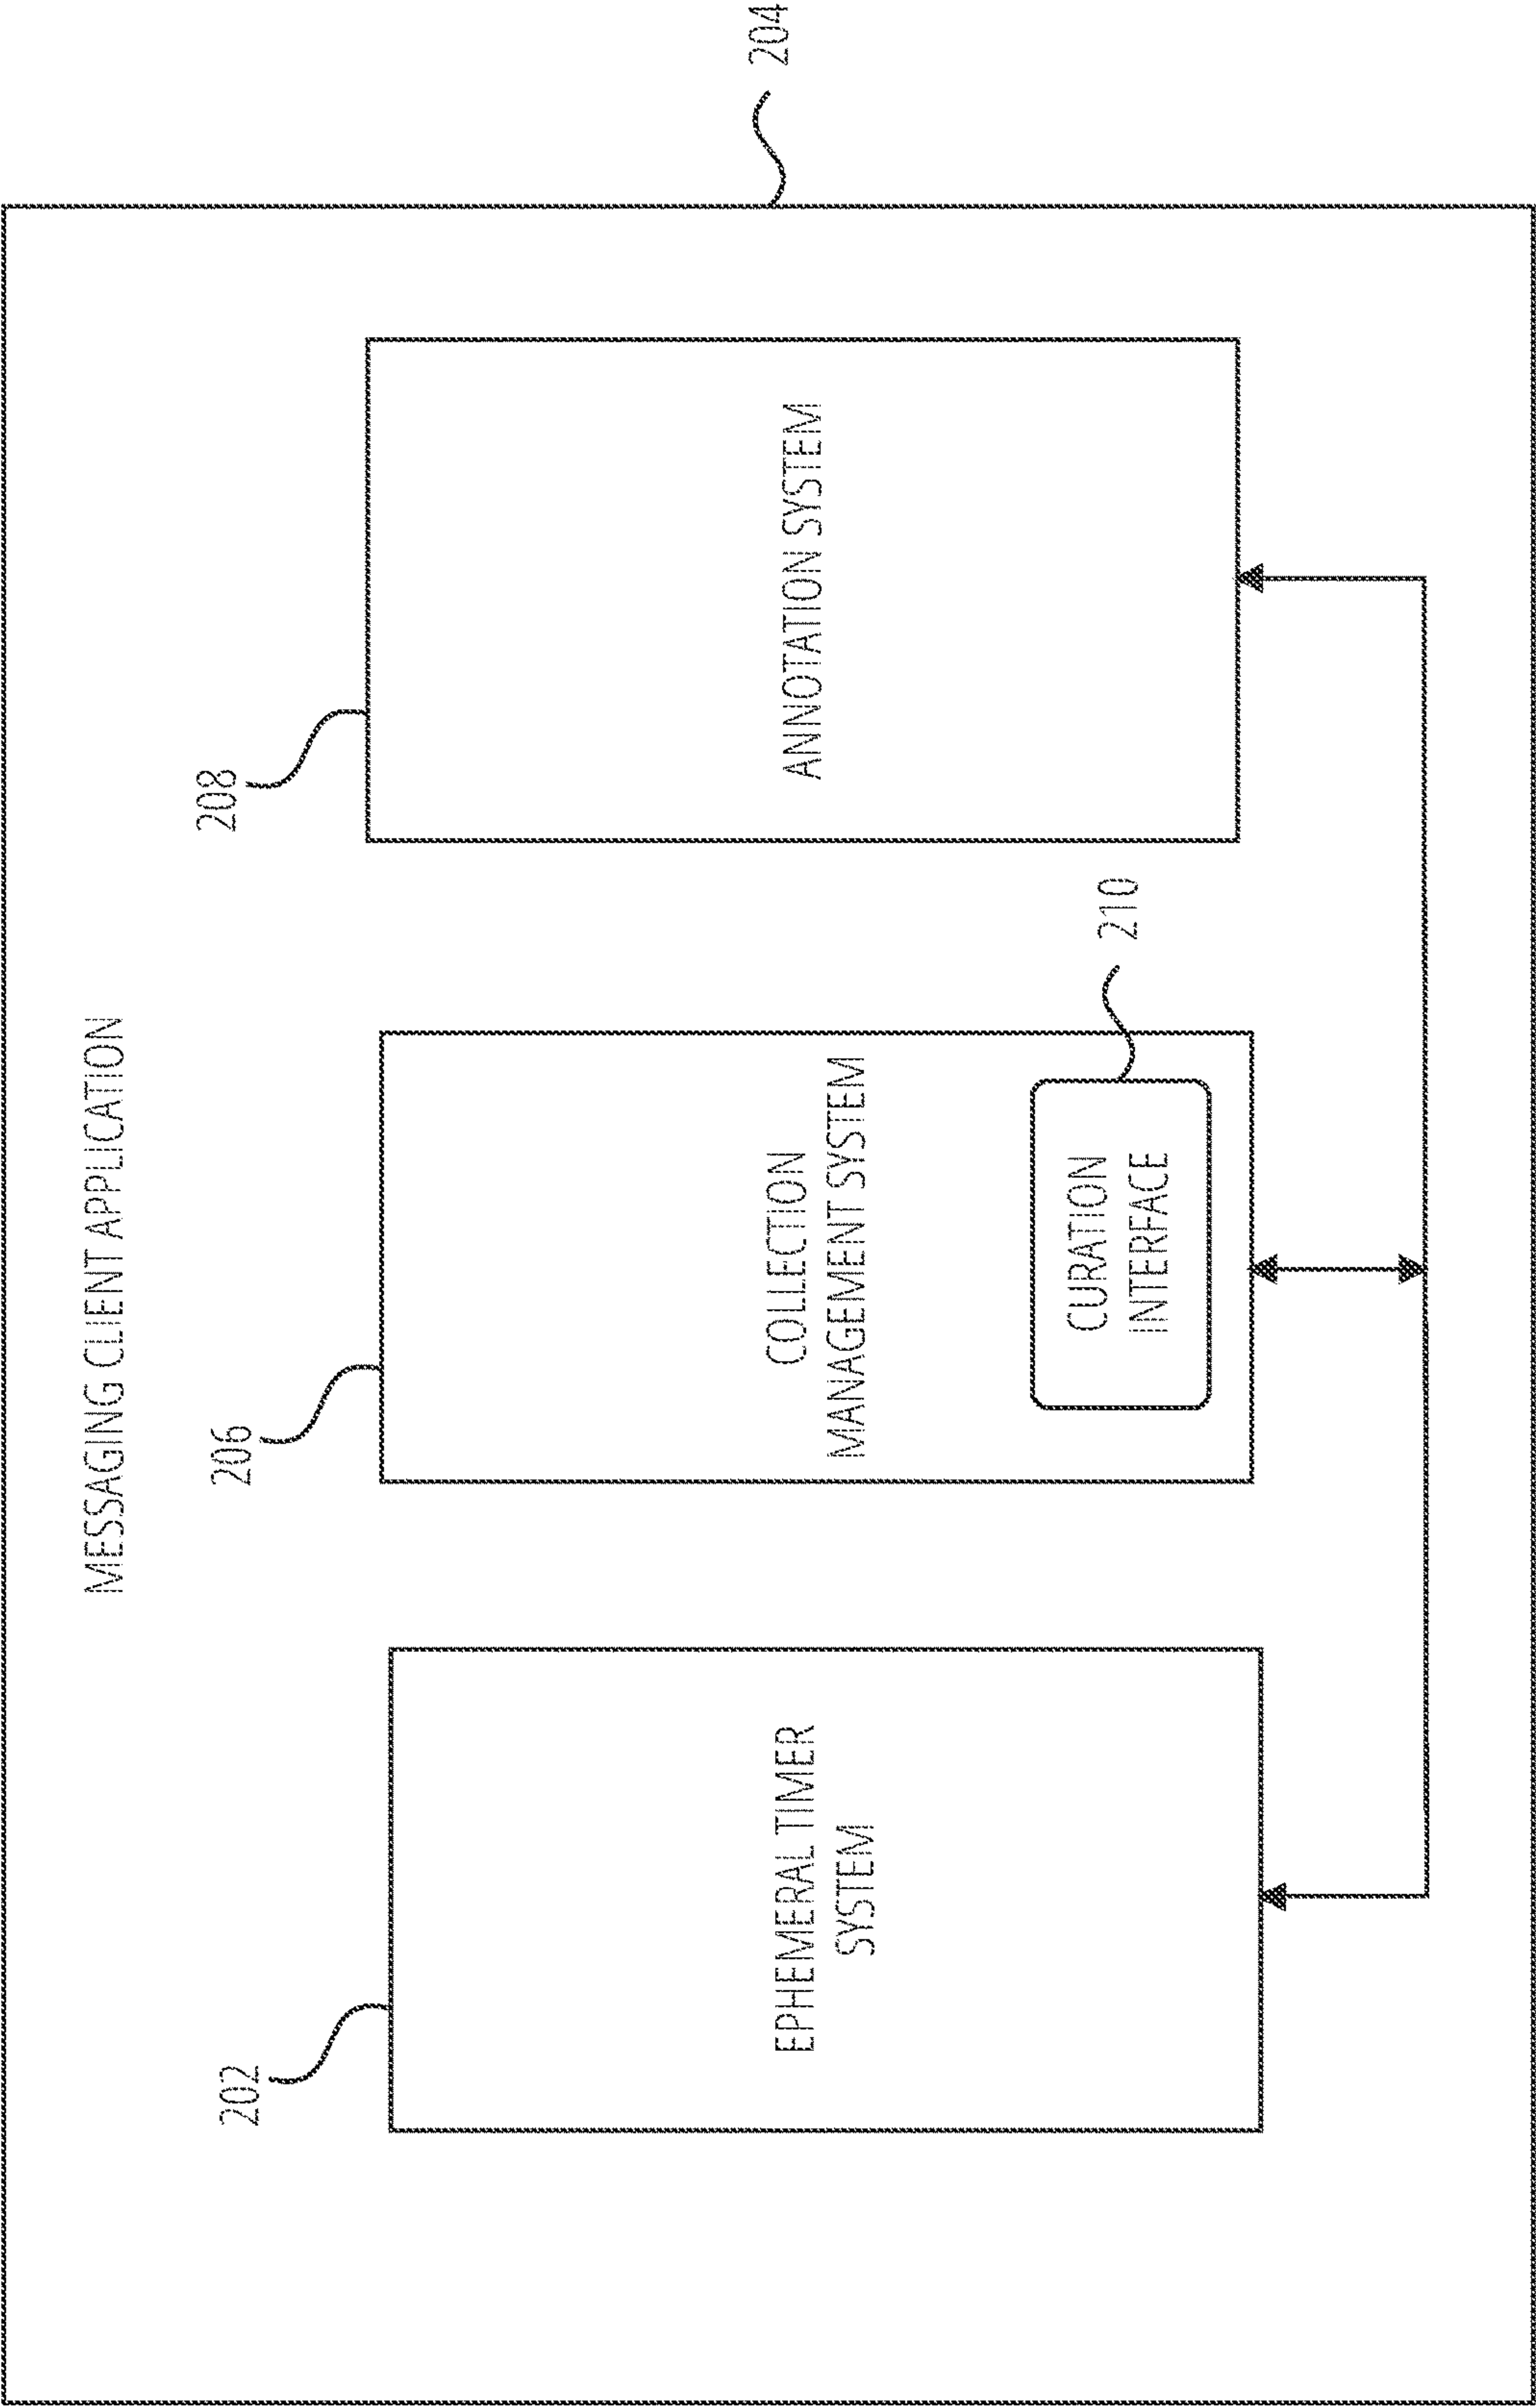 MESSAGING CLIENT APPLICATION
204
202
EPHEMERAL TIMER
SYSTEM
206
COLLECTION
MANAGEMENT SYSTEM
CURATION
INTERFACE
210
208
ANNOTATION SYSTEM